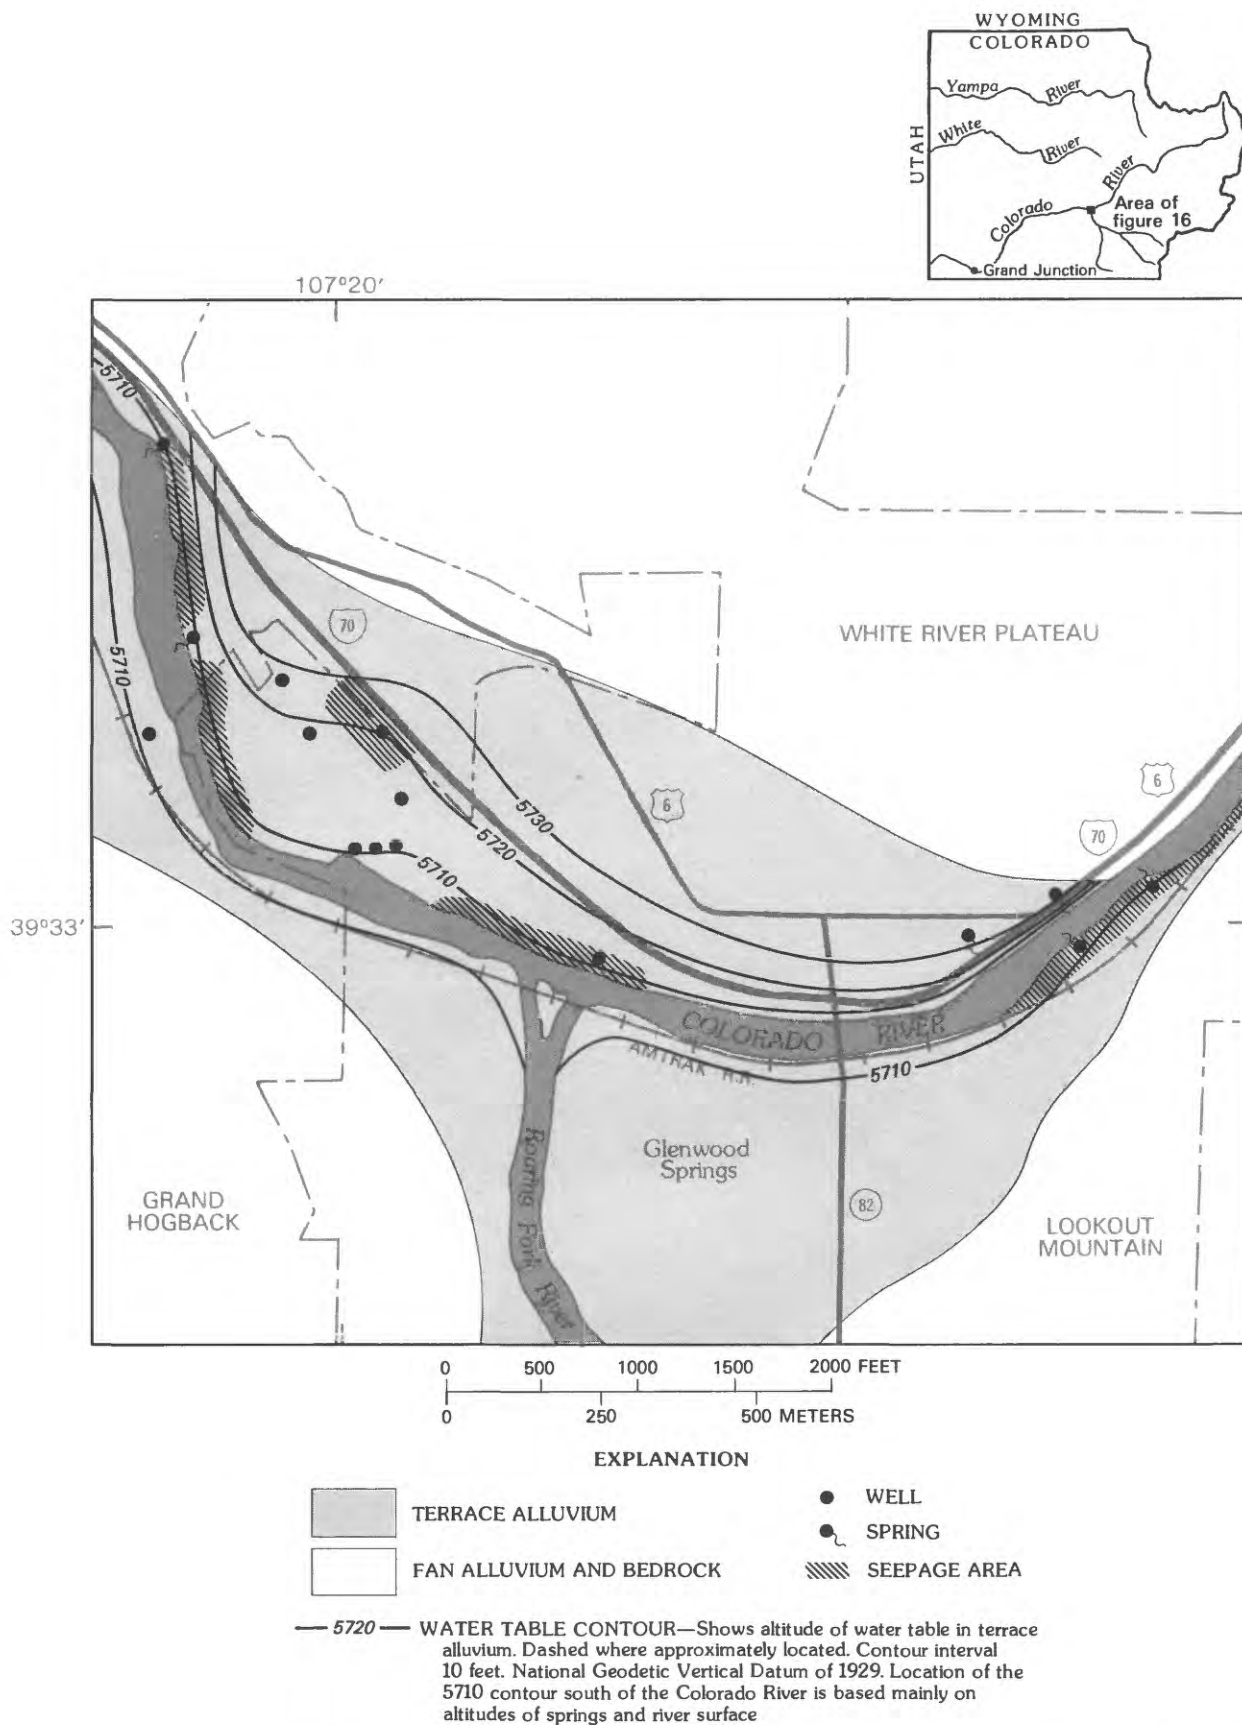 WYOMING
COLORADO
Yampa River
White River
UTAH
River
Colorado
Area of
figure 16
Grand Junction
107°20'
5710
70
WHITE RIVER PLATEAU
5710
6
6
5730
70
5720
5710
39°33'
COLORADO RIVER
AMTRAK R.R.
5710
Roaring Fork River
Glenwood
Springs
82
GRAND
HOGBACK
LOOKOUT
MOUNTAIN
0 500 1000 1500 2000 FEET
0 250 500 METERS
EXPLANATION
TERRACE ALLUVIUM
WELL
SPRING
FAN ALLUVIUM AND BEDROCK
SEEPAGE AREA
5720 WATER TABLE CONTOUR—Shows altitude of water table in terrace
alluvium. Dashed where approximately located. Contour interval
10 feet. National Geodetic Vertical Datum of 1929. Location of the
5710 contour south of the Colorado River is based mainly on
altitudes of springs and river surface